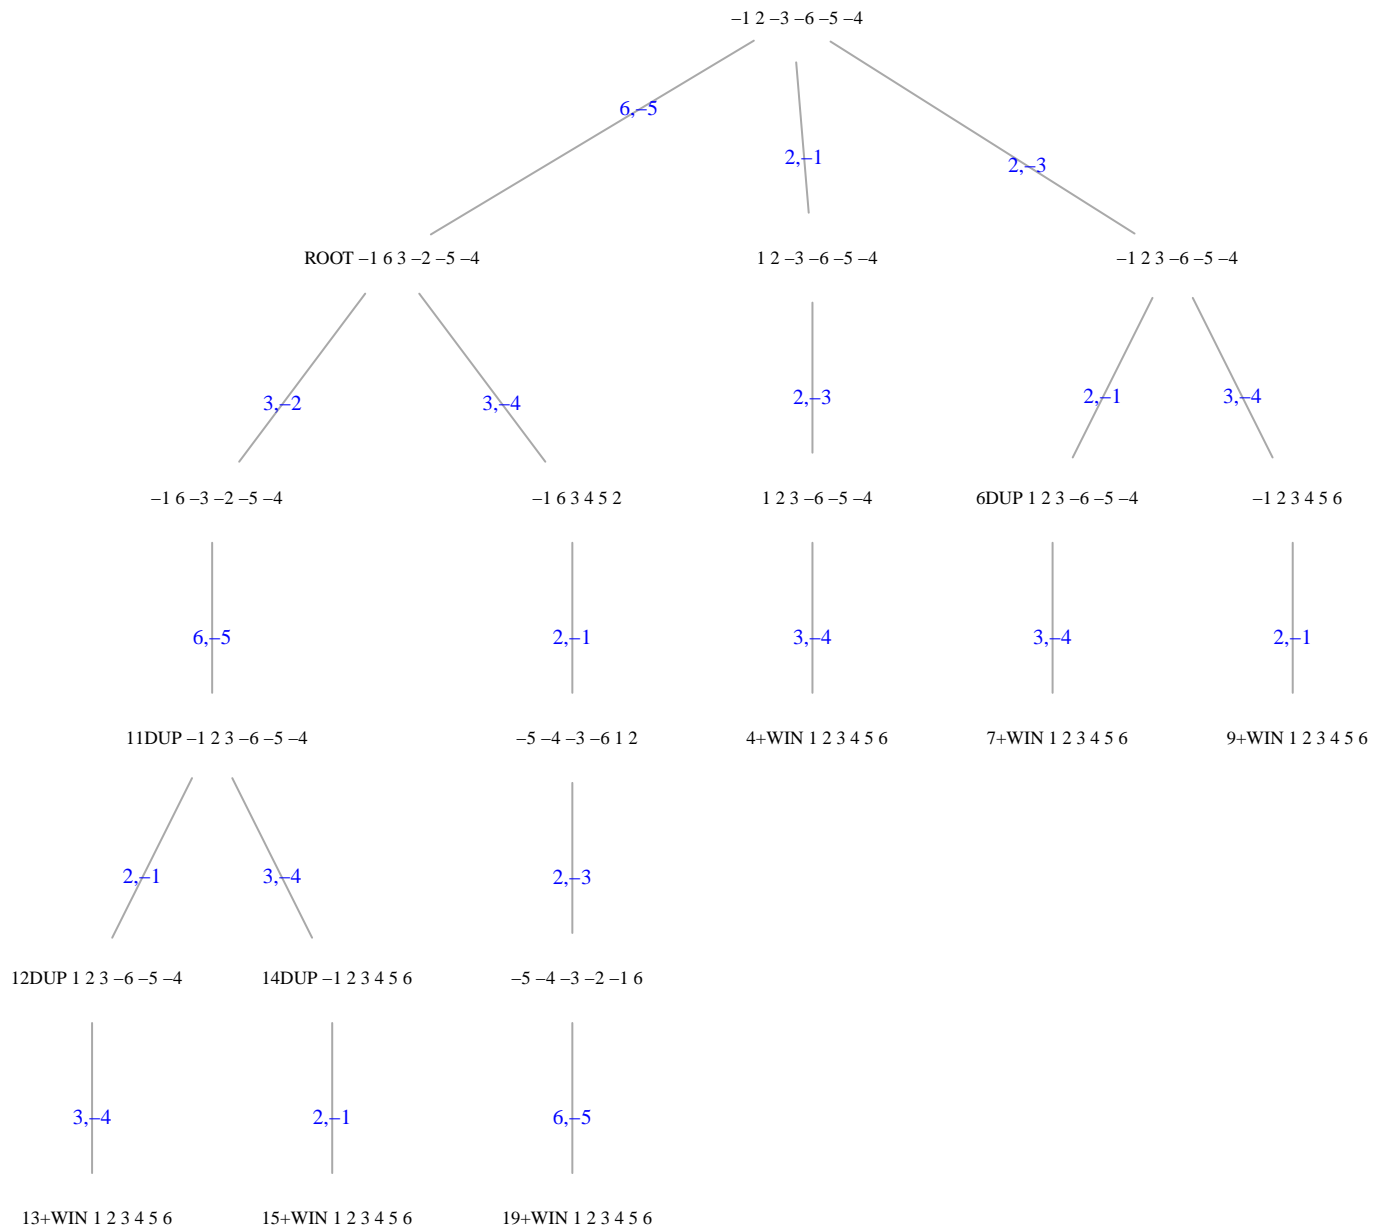 –1 2 –3 –6 –5 –4
6,–5
2,–1
2,–3
ROOT –1 6 3 –2 –5 –4
1 2 –3 –6 –5 –4
–1 2 3 –6 –5 –4
3,–2
3,–4
2,–3
2,–1
3,–4
–1 6 –3 –2 –5 –4
–1 6 3 4 5 2
1 2 3 –6 –5 –4
6DUP 1 2 3 –6 –5 –4
–1 2 3 4 5 6
6,–5
2,–1
3,–4
3,–4
2,–1
11DUP –1 2 3 –6 –5 –4
–5 –4 –3 –6 1 2
4+WIN 1 2 3 4 5 6
7+WIN 1 2 3 4 5 6
9+WIN 1 2 3 4 5 6
2,–1
3,–4
2,–3
12DUP 1 2 3 –6 –5 –4
14DUP –1 2 3 4 5 6
–5 –4 –3 –2 –1 6
3,–4
2,–1
6,–5
13+WIN 1 2 3 4 5 6
15+WIN 1 2 3 4 5 6
19+WIN 1 2 3 4 5 6